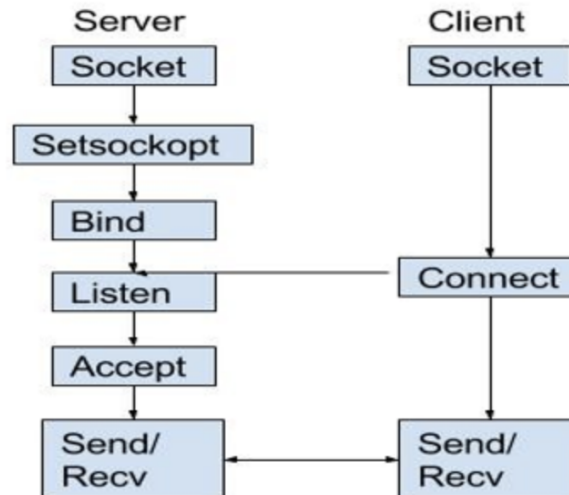 Server
Client
Socket
Socket
Setsockopt
Bind
Listen
Connect
Accept
Send/
Recv
Send/
Recv